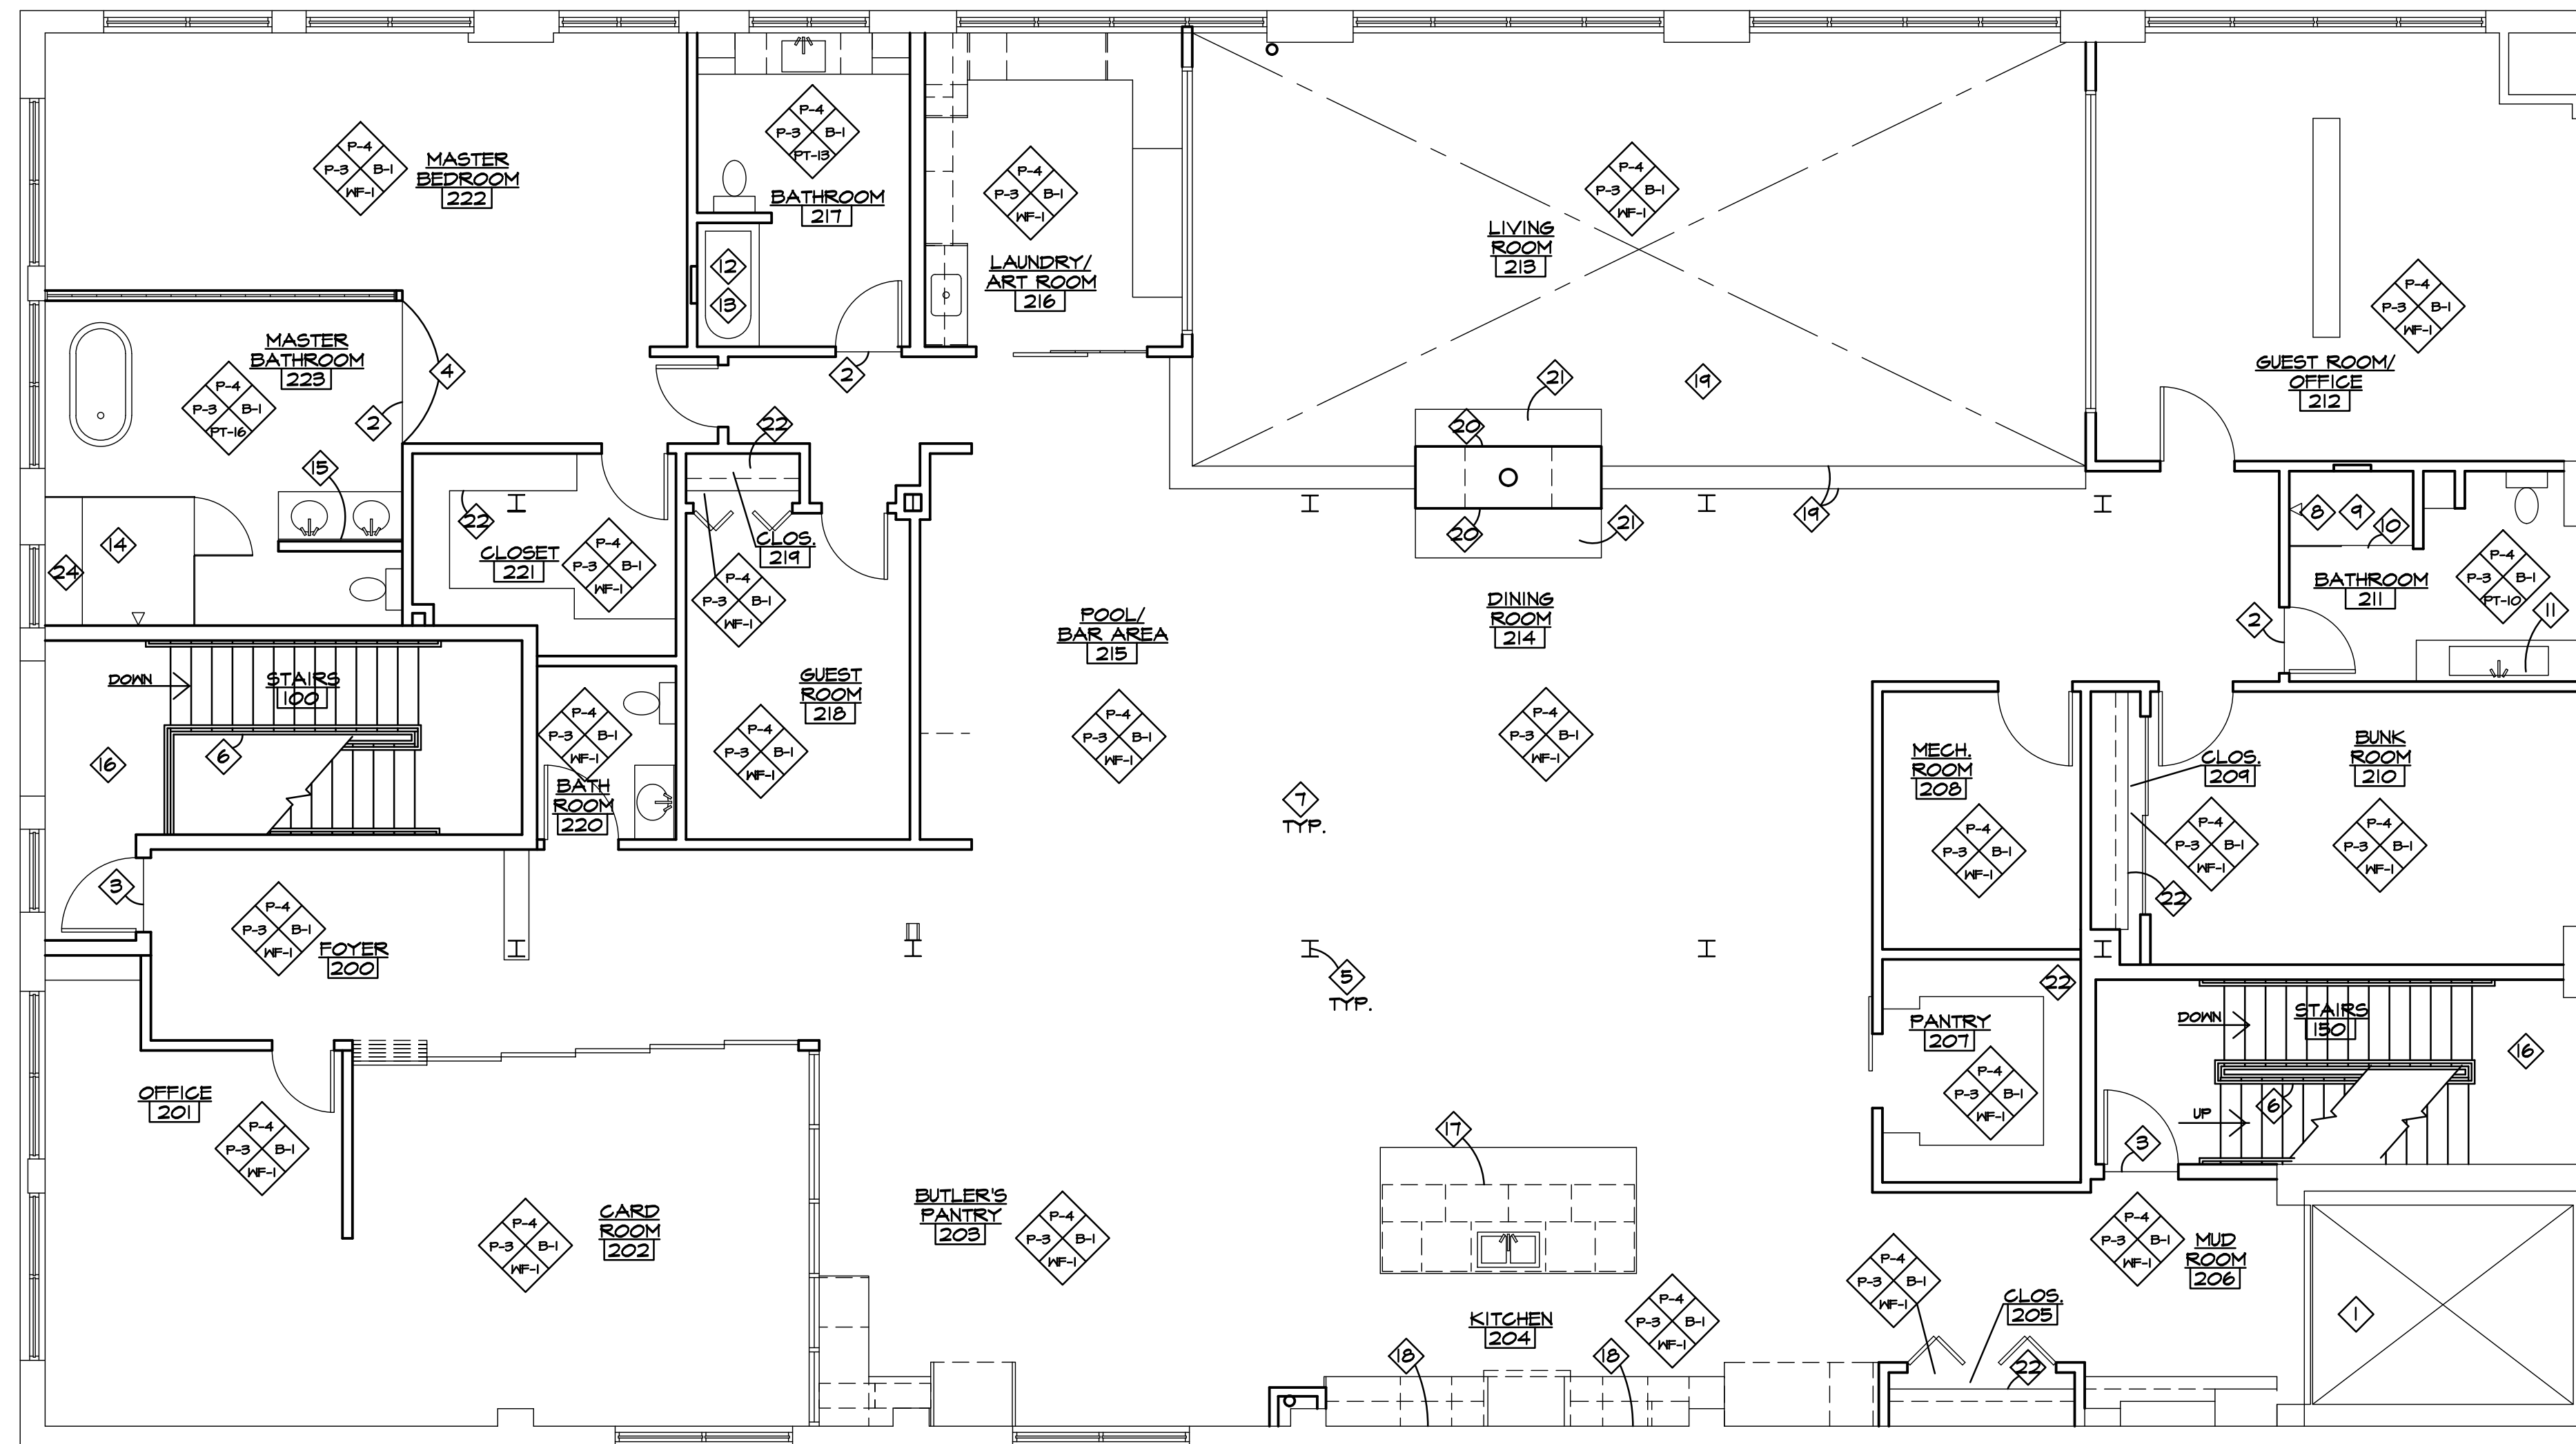 P-4
P-3 B-1
WF-1
MASTER
BEDROOM
222
P-4
P-3 B-1
PT-13
BATHROOM
217
12
13
2
P-4
P-3 B-1
WF-1
LAUNDRY/
ART ROOM
216
P-4
P-3 B-1
WF-1
LIVING
ROOM
213
19
P-4
P-3 B-1
WF-1
GUEST ROOM/
OFFICE
212
MASTER
BATHROOM
223
P-4
P-3 B-1
PT-16
4
2
15
14
24
22
CLOSET
221
P-4
P-3 B-1
WF-1
22
CLOS.
219
P-4
P-3 B-1
WF-1
GUEST
ROOM
218
P-4
P-3 B-1
WF-1
21
20
20
21
19
POOL/
BAR AREA
215
P-4
P-3 B-1
WF-1
DINING
ROOM
214
P-4
P-3 B-1
WF-1
8
9
10
BATHROOM
211
P-4
P-3 B-1
PT-10
11
2
DOWN
STAIRS
100
6
16
P-4
P-3 B-1
WF-1
BATH
ROOM
220
7
TYP.
MECH.
ROOM
208
P-4
P-3 B-1
WF-1
CLOS.
209
P-4
P-3 B-1
WF-1
22
BUNK
ROOM
210
P-4
P-3 B-1
WF-1
3
P-4
P-3 B-1
WF-1
FOYER
200
5
TYP.
22
PANTRY
207
P-4
P-3 B-1
WF-1
DOWN
STAIRS
150
16
UP
6
3
OFFICE
201
P-4
P-3 B-1
WF-1
P-4
P-3 B-1
WF-1
CARD
ROOM
202
BUTLER'S
PANTRY
203
P-4
P-3 B-1
WF-1
17
KITCHEN
204
P-4
P-3 B-1
WF-1
18
18
P-4
P-3 B-1
WF-1
CLOS.
205
22
P-4
P-3 B-1
WF-1
MUD
ROOM
206
1